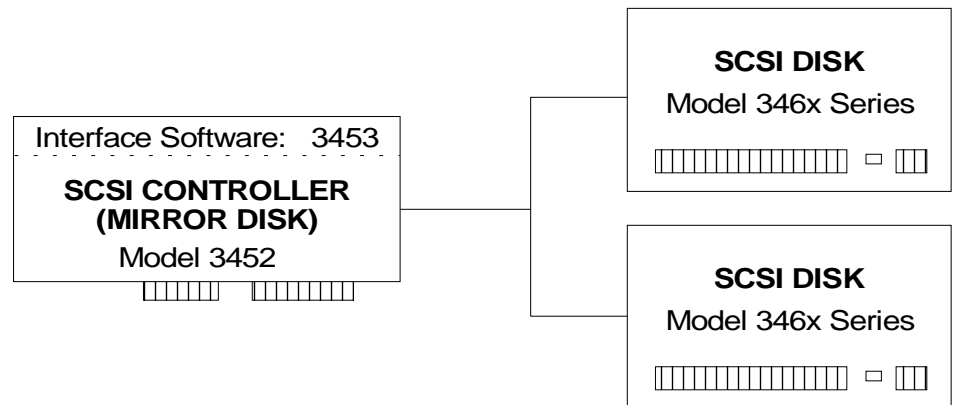 Interface Software: 3453
SCSI CONTROLLER
(MIRROR DISK)
Model 3452
SCSI DISK
Model 346x Series
SCSI DISK
Model 346x Series